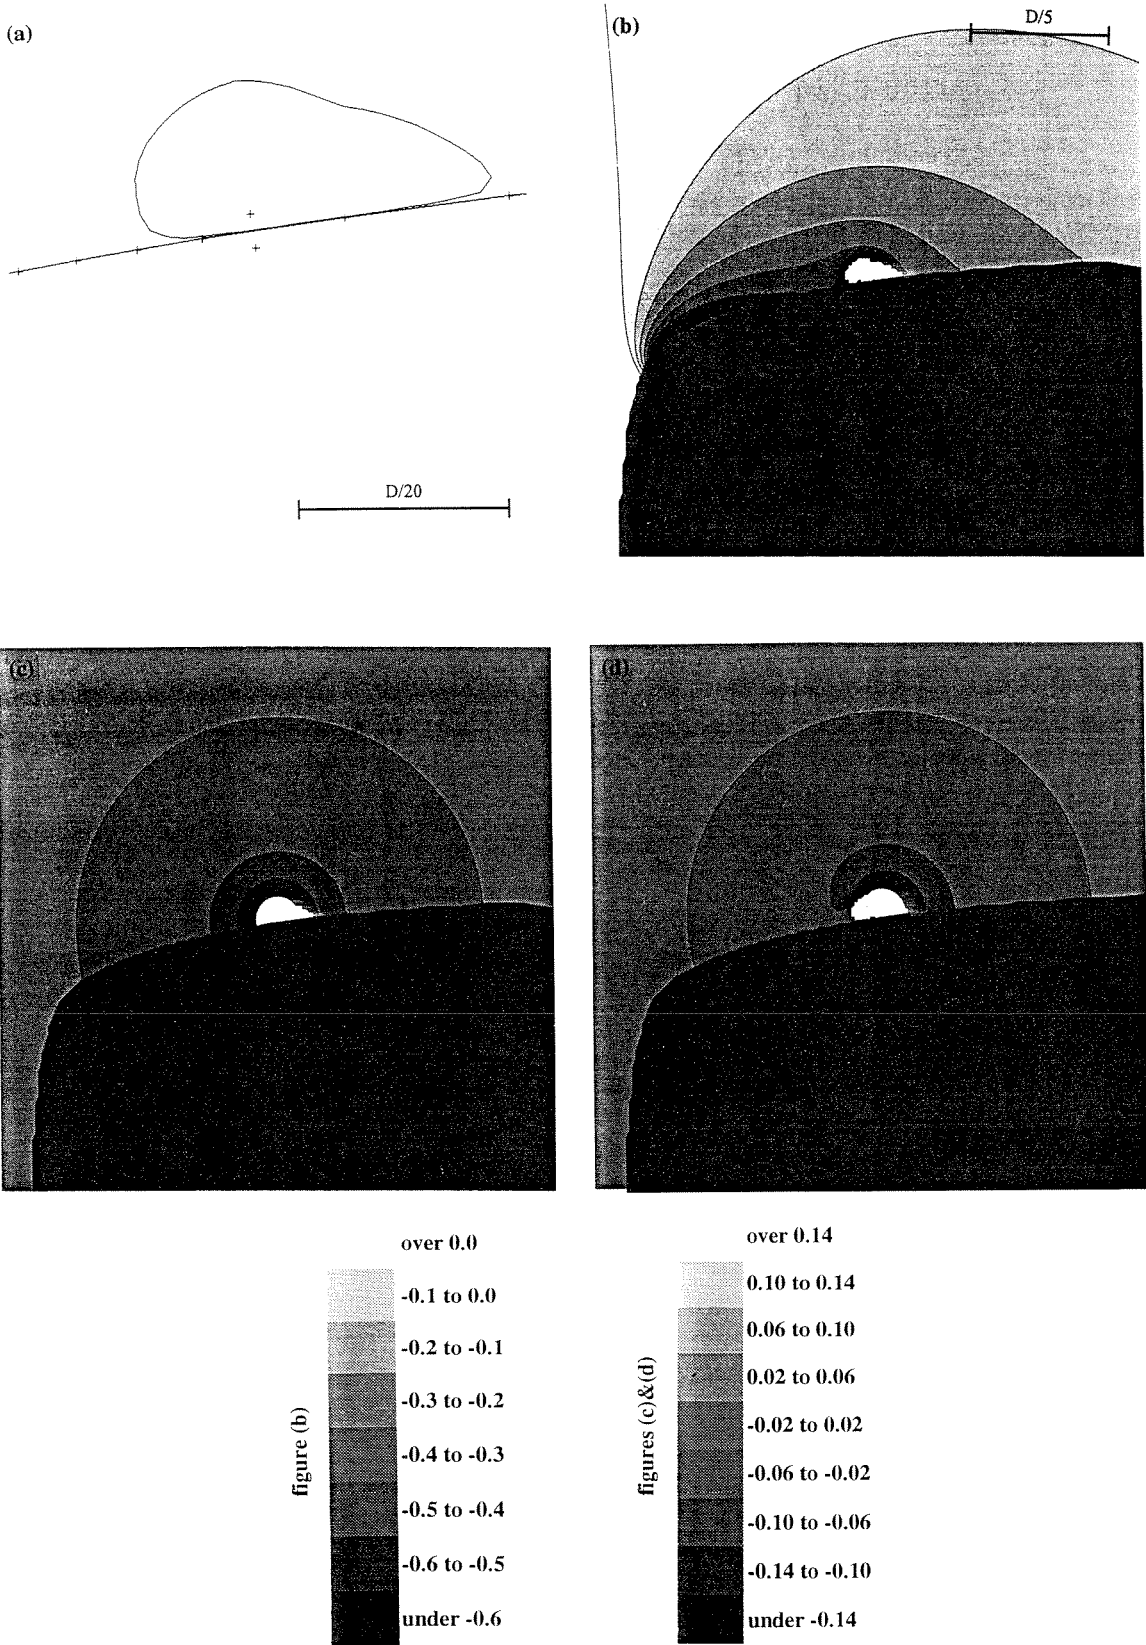 (a)
(b)
D/5
D/20
(c)
(d)
figure (b)
over 0.0
-0.1 to 0.0
-0.2 to -0.1
-0.3 to -0.2
-0.4 to -0.3
-0.5 to -0.4
-0.6 to -0.5
under -0.6
figures (c)&(d)
over 0.14
0.10 to 0.14
0.06 to 0.10
0.02 to 0.06
-0.02 to 0.02
-0.06 to -0.02
-0.10 to -0.06
-0.14 to -0.10
under -0.14